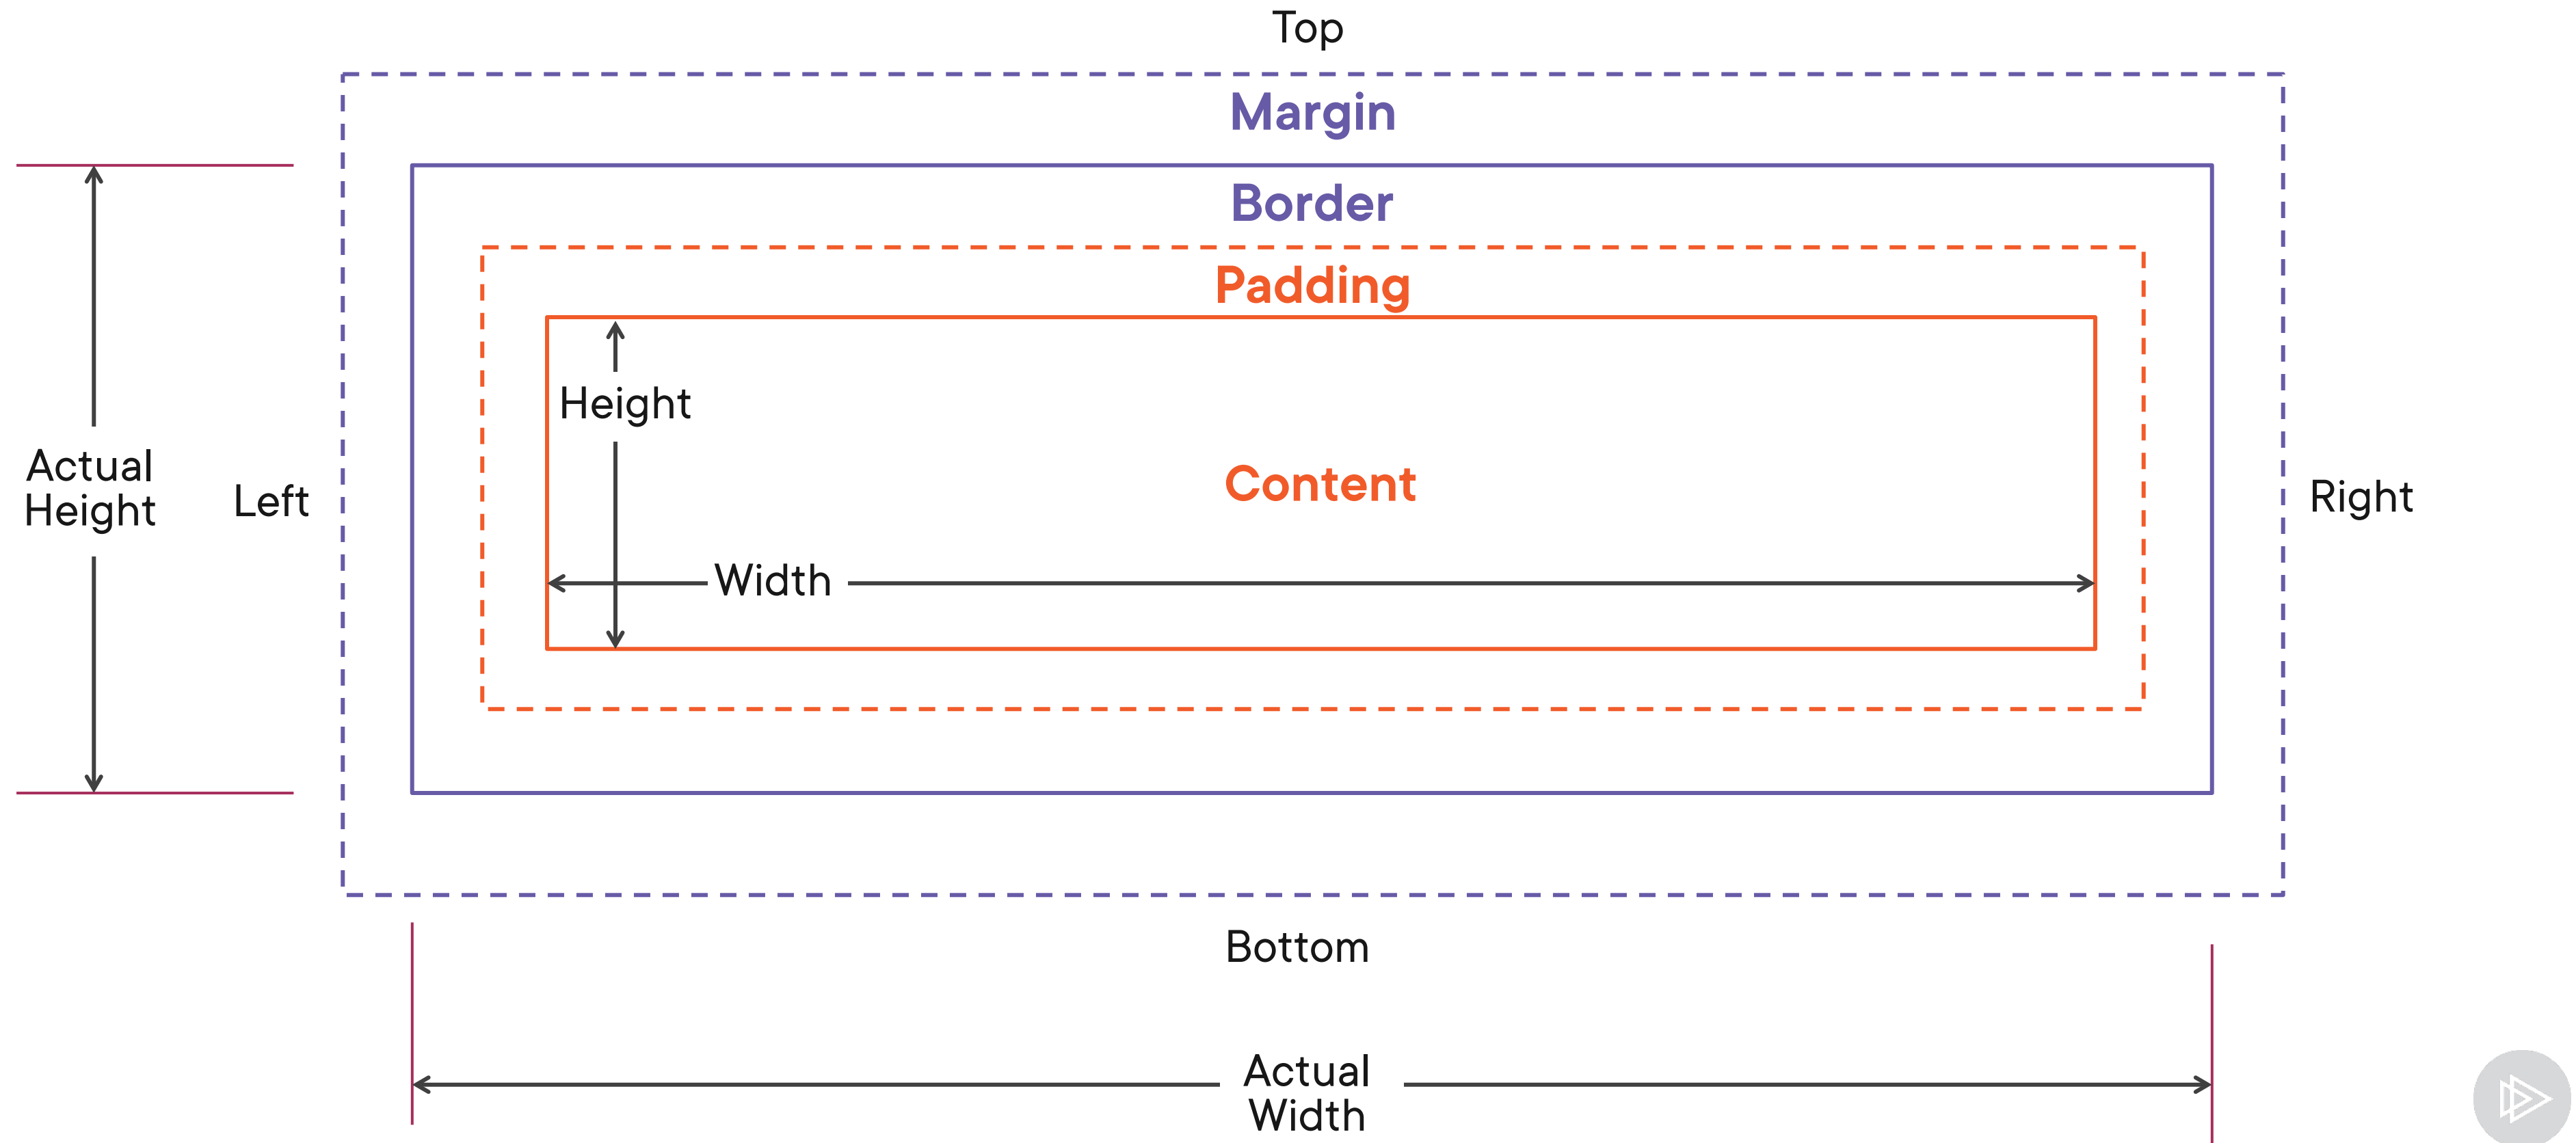 Top
Margin
Border
Padding
Height
Actual
Height
Left
Content
Right
Width
Bottom
Actual
Width